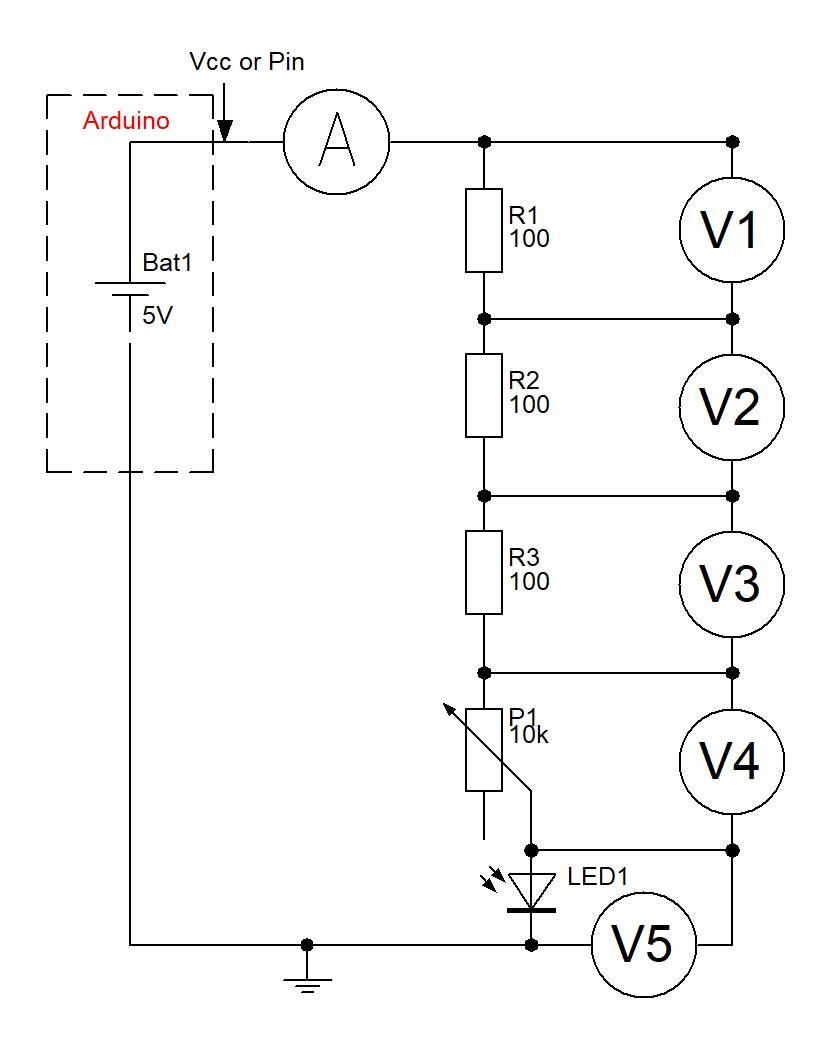 Vcc or Pin
Arduino
A
Bat1
5V
R1
100
V1
R2
100
V2
R3
100
V3
P1
10k
V4
LED1
V5